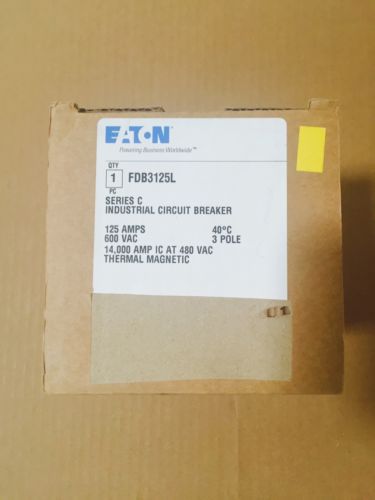 EATON
Powering Business Worldwide™
QTY
1 FDB3125L
PC
SERIES C
INDUSTRIAL CIRCUIT BREAKER
125 AMPS 40°C
600 VAC 3 POLE
14,000 AMP IC AT 480 VAC
THERMAL MAGNETIC